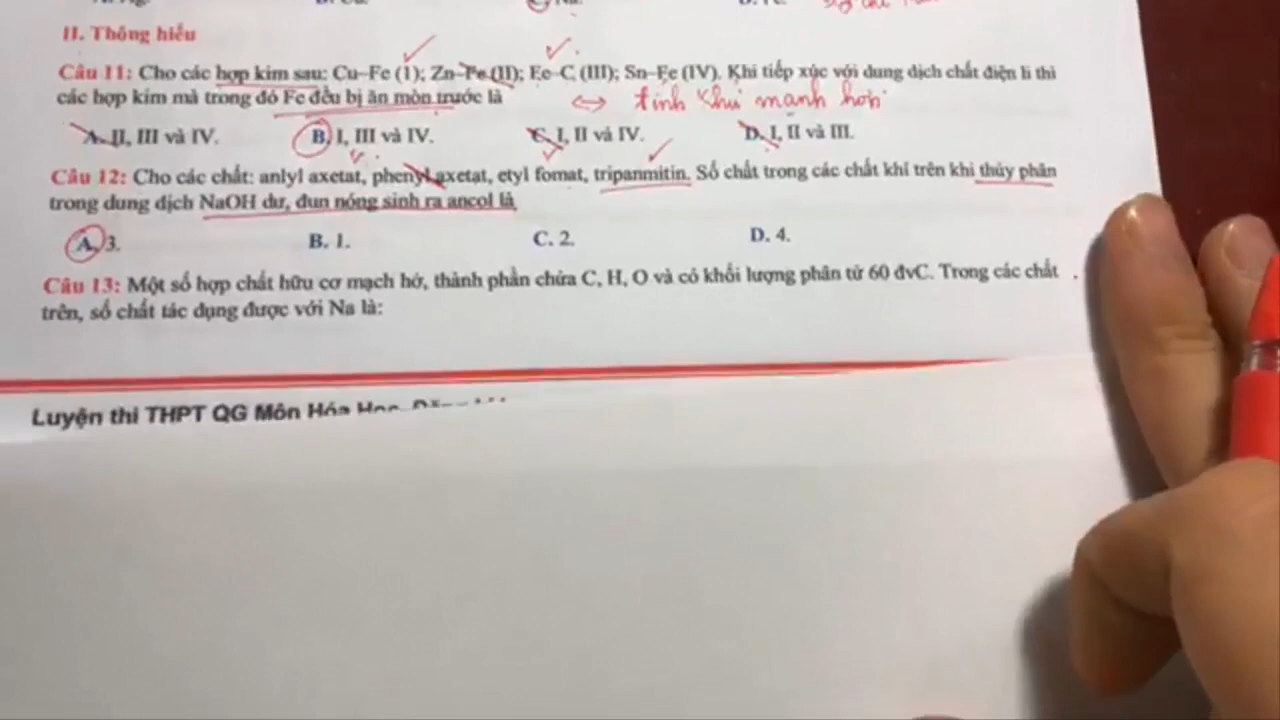 II. Thông hiểu
Câu 11: Cho các hợp kim sau: Cu–Fe (I); Zn–Fe (II); Fe–C (III); Sn–Fe (IV). Khi tiếp xúc với dung dịch chất điện li thì
các hợp kim mà trong đó Fe đều bị ăn mòn trước là
⇔ tính khử mạnh hơn
A. II, III và IV. B. I, III và IV. C. I, II và IV. D. I, II và III.
Câu 12: Cho các chất: anlyl axetat, phenyl axetat, etyl fomat, tripanmitin. Số chất trong các chất khí trên khi thủy phân
trong dung dịch NaOH dư, đun nóng sinh ra ancol là
A. 3. B. 1. C. 2. D. 4.
Câu 13: Một số hợp chất hữu cơ mạch hở, thành phần chứa C, H, O và có khối lượng phân tử 60 đvC. Trong các chất
trên, số chất tác dụng được với Na là:
Luyện thi THPT QG Môn Hóa Học